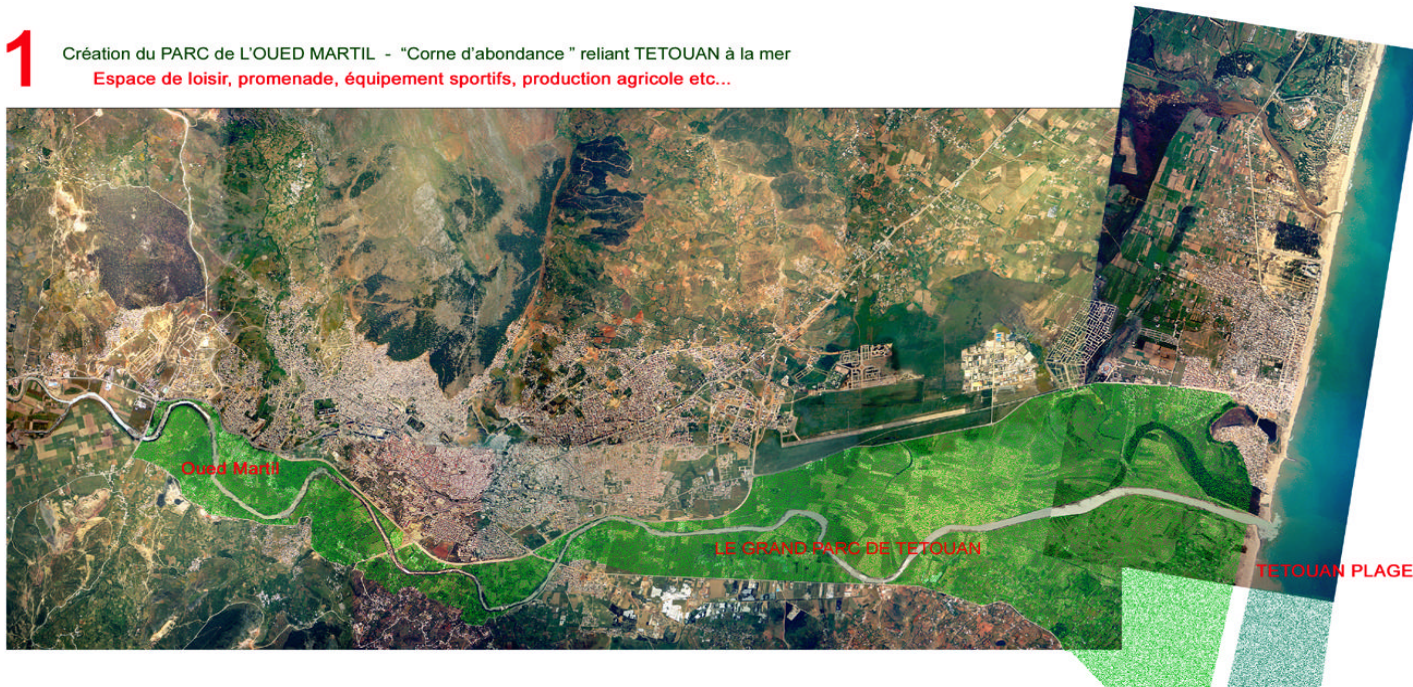 1
Création du PARC de L'OUED MARTIL - “Corne d'abondance ” reliant TETOUAN à la mer
Espace de loisir, promenade, équipement sportifs, production agricole etc...
Oued Martil
LE GRAND PARC DE TETOUAN
TETOUAN PLAGE